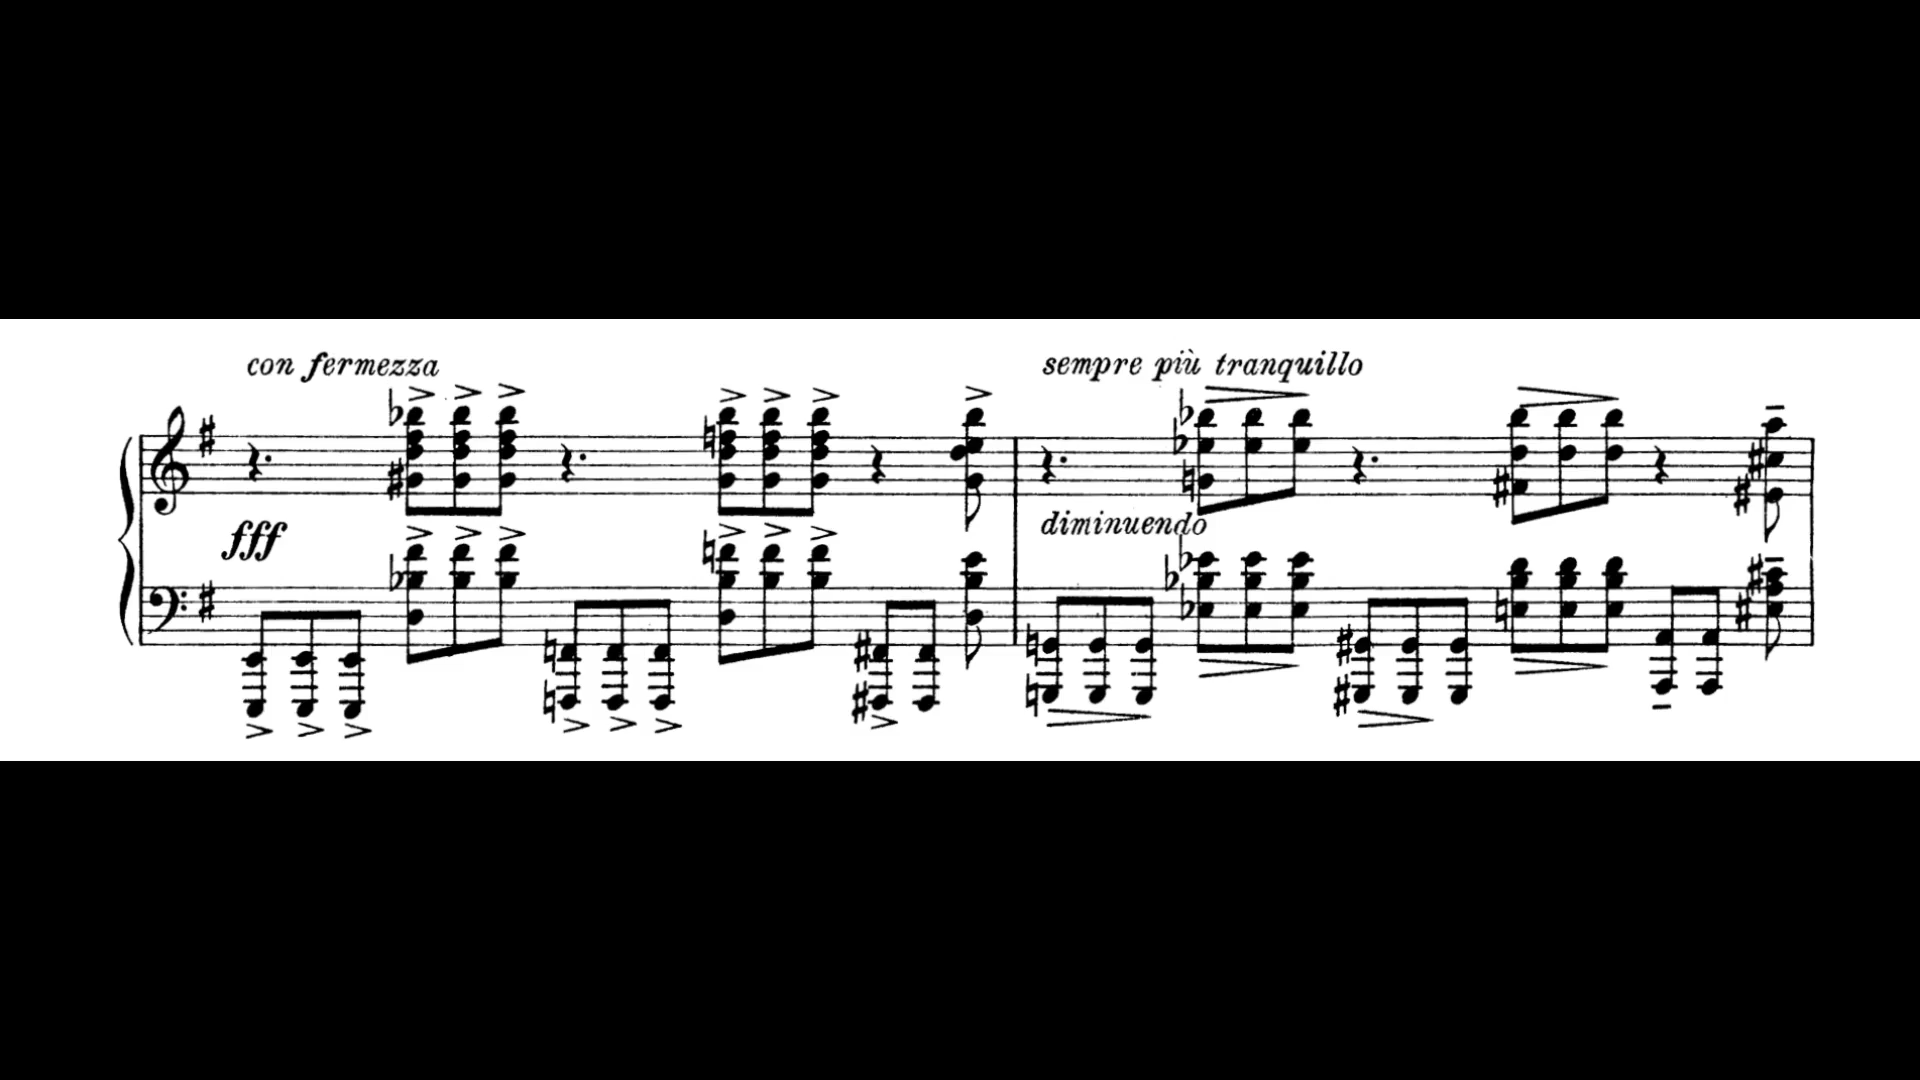 con fermezza
sempre più tranquillo
fff
diminuendo